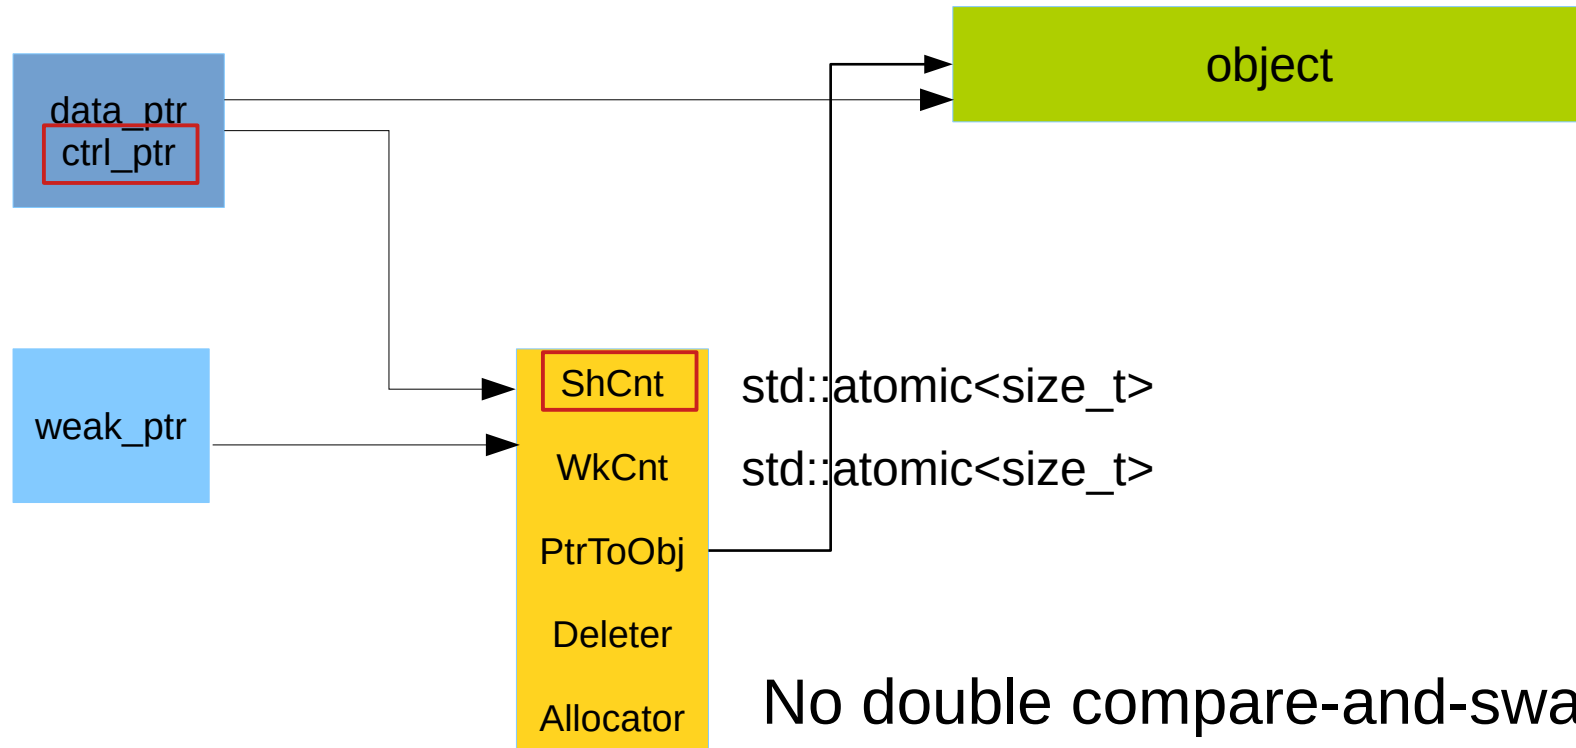 object
data_ptr
ctrl_ptr
weak_ptr
ShCnt
std::atomic<size_t>
WkCnt
std::atomic<size_t>
PtrToObj
Deleter
Allocator
No double compare-and-swa